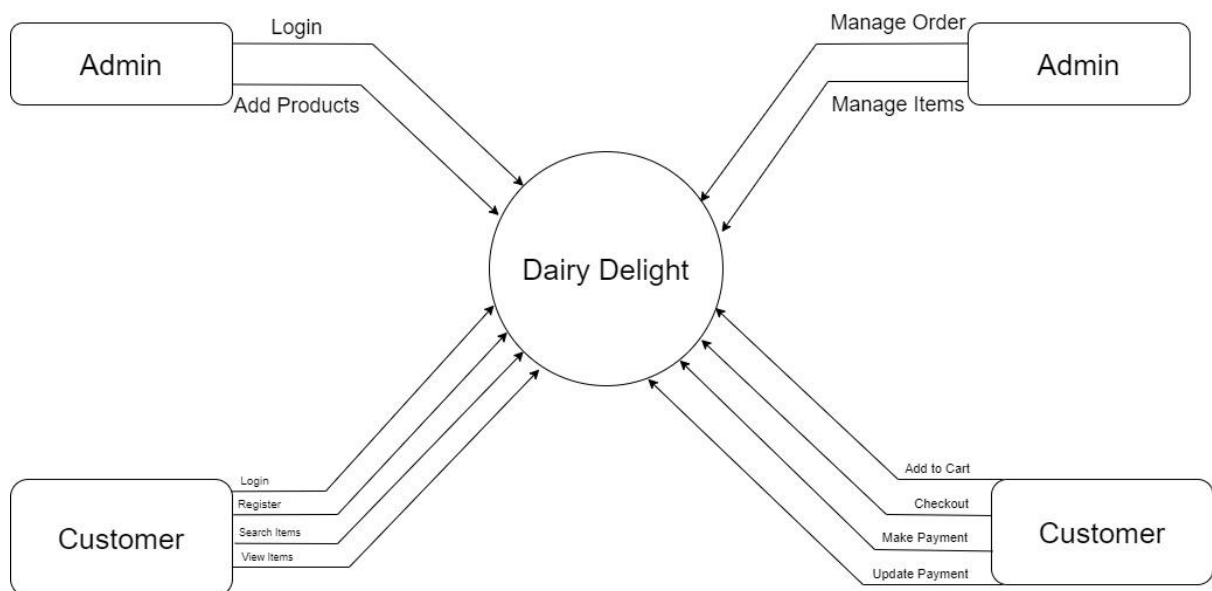 Login
Manage Order
Admin
Admin
Add Products
Manage Items
Dairy Delight
Login
Register
Search Items
View Items
Customer
Add to Cart
Checkout
Make Payment
Update Payment
Customer